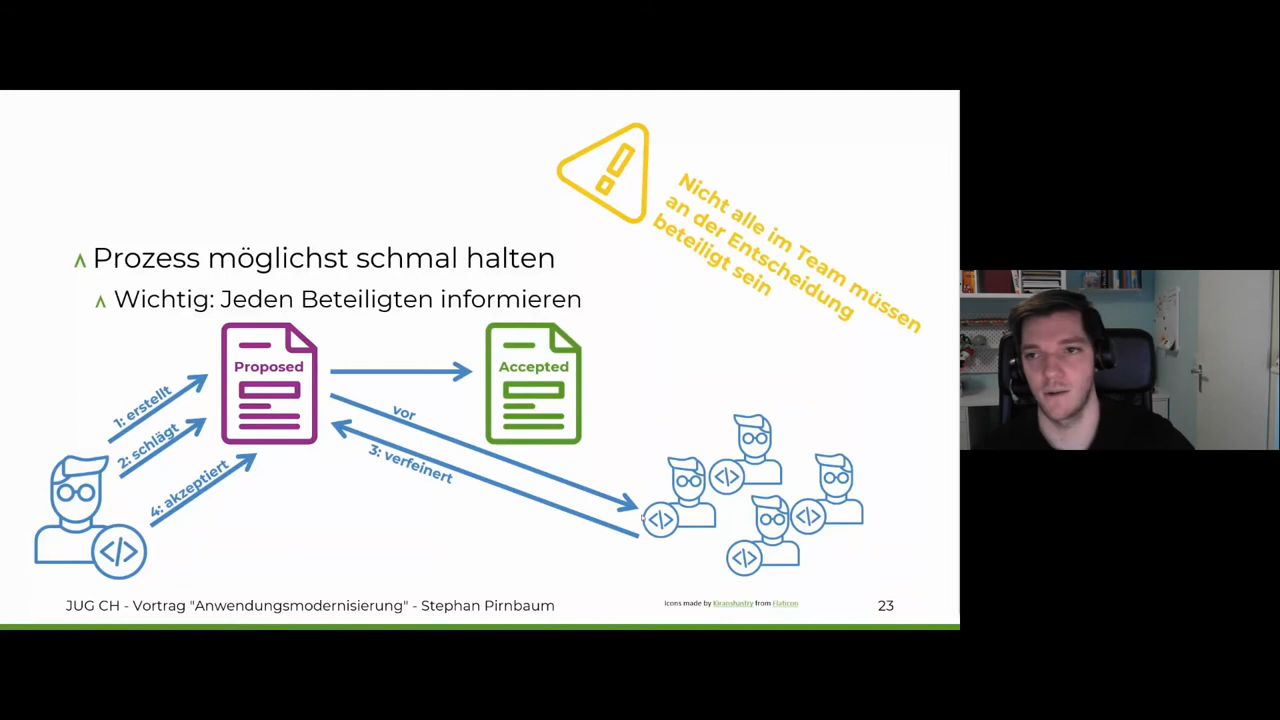 Nicht alle im Team müssen
an der Entscheidung
beteiligt sein
Prozess möglichst schmal halten
Wichtig: Jeden Beteiligten informieren
Proposed
Accepted
1: erstellt
2: schlägt
vor
3: verfeinert
4: akzeptiert
JUG CH - Vortrag "Anwendungsmodernisierung" - Stephan Pirnbaum
Icons made by Kiranshastry from Flaticon
23